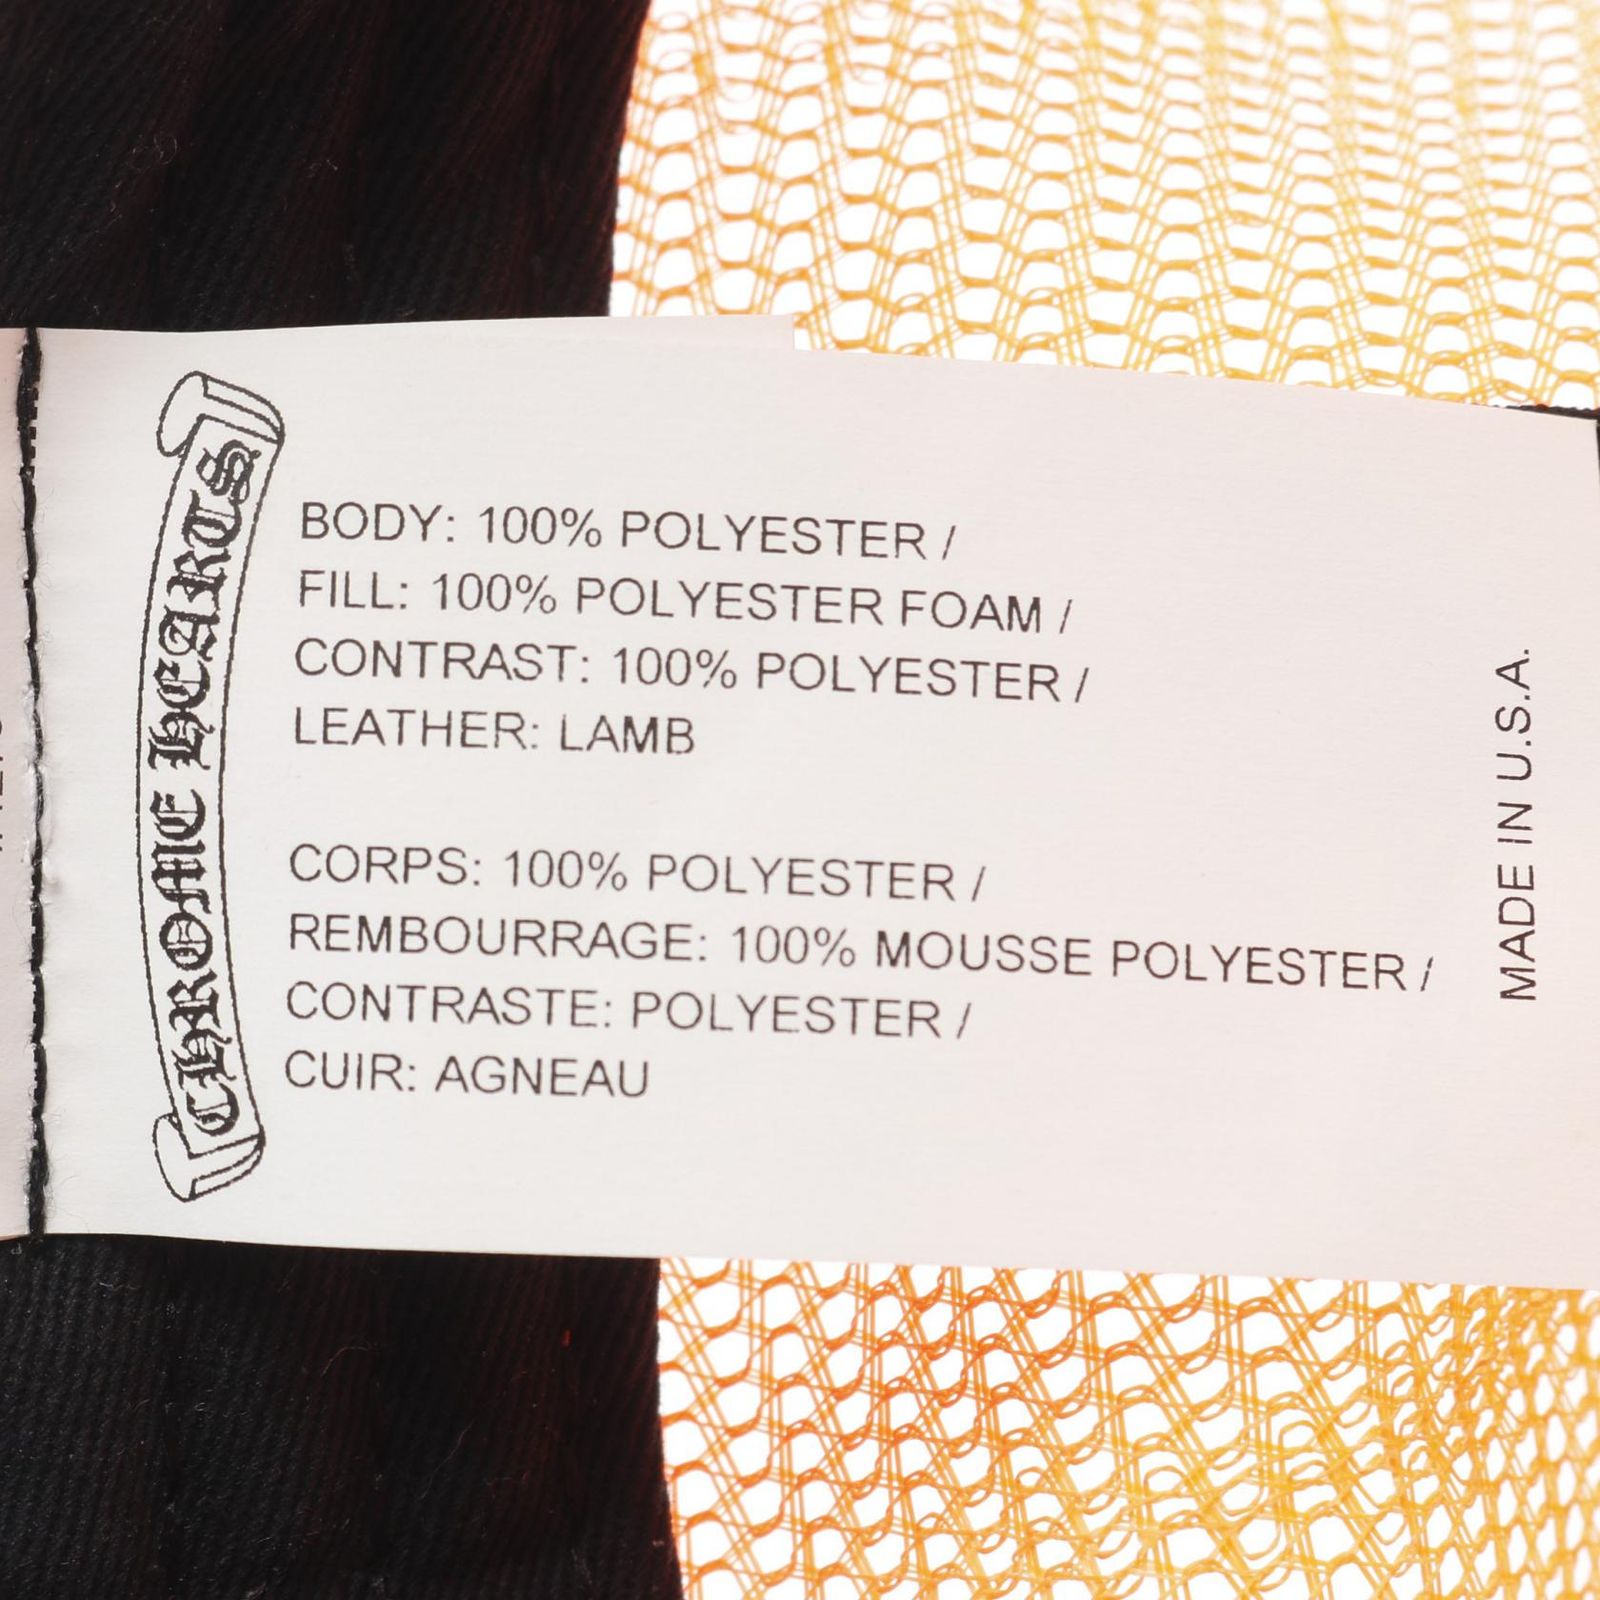 CHROME HEARTS
BODY: 100% POLYESTER /
FILL: 100% POLYESTER FOAM /
CONTRAST: 100% POLYESTER /
LEATHER: LAMB
CORPS: 100% POLYESTER /
REMBOURRAGE: 100% MOUSSE POLYESTER /
CONTRASTE: POLYESTER /
CUIR: AGNEAU
MADE IN U.S.A.